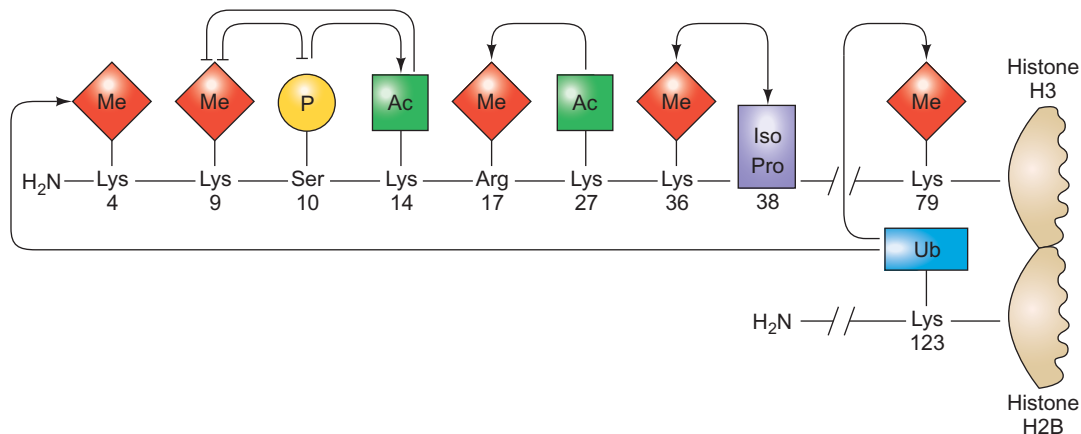 Me Me P Ac Me Ac Me Iso Pro Me
Histone
H3
H₂N Lys Lys Ser Lys Arg Lys Lys Lys
4 9 10 14 17 27 36 38 79
Ub
H₂N Lys
123
Histone
H2B